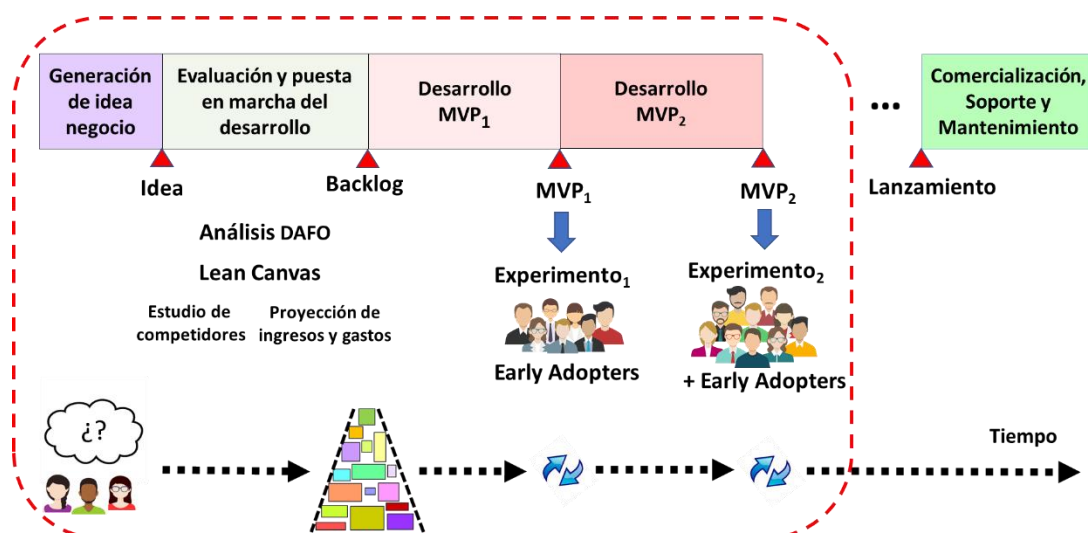 Generación
de idea
negocio
Evaluación y puesta
en marcha del
desarrollo
Desarrollo
MVP₁
Desarrollo
MVP₂
...
Comercialización,
Soporte y
Mantenimiento
Idea
Backlog
MVP₁
MVP₂
Lanzamiento
Análisis DAFO
Lean Canvas
Estudio de
competidores
Proyección de
ingresos y gastos
Experimento₁
Early Adopters
Experimento₂
+ Early Adopters
¿?
Tiempo